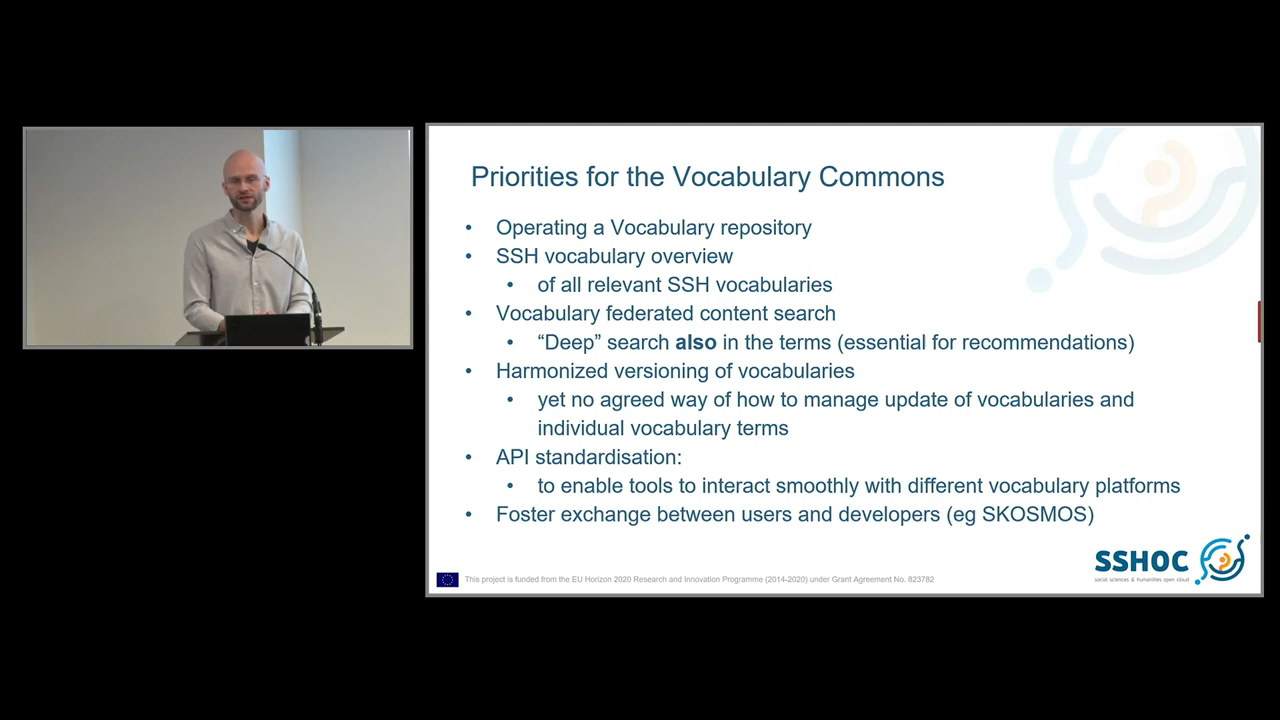 Priorities for the Vocabulary Commons
• Operating a Vocabulary repository
• SSH vocabulary overview
• of all relevant SSH vocabularies
• Vocabulary federated content search
• “Deep” search also in the terms (essential for recommendations)
• Harmonized versioning of vocabularies
• yet no agreed way of how to manage update of vocabularies and
individual vocabulary terms
• API standardisation:
• to enable tools to interact smoothly with different vocabulary platforms
• Foster exchange between users and developers (eg SKOSMOS)
SSHOC
social sciences & humanities open cloud
This project is funded from the EU Horizon 2020 Research and Innovation Programme (2014-2020) under Grant Agreement No. 823782